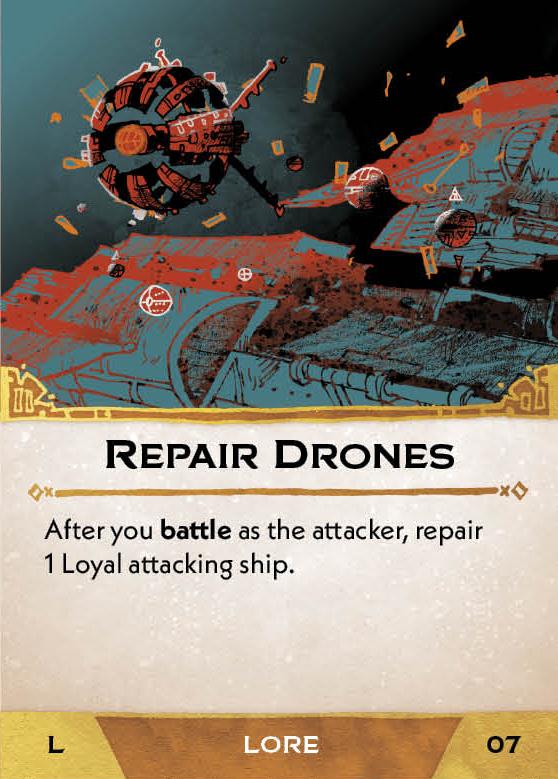 REPAIR DRONES
After you battle as the attacker, repair
1 Loyal attacking ship.
L LORE 07